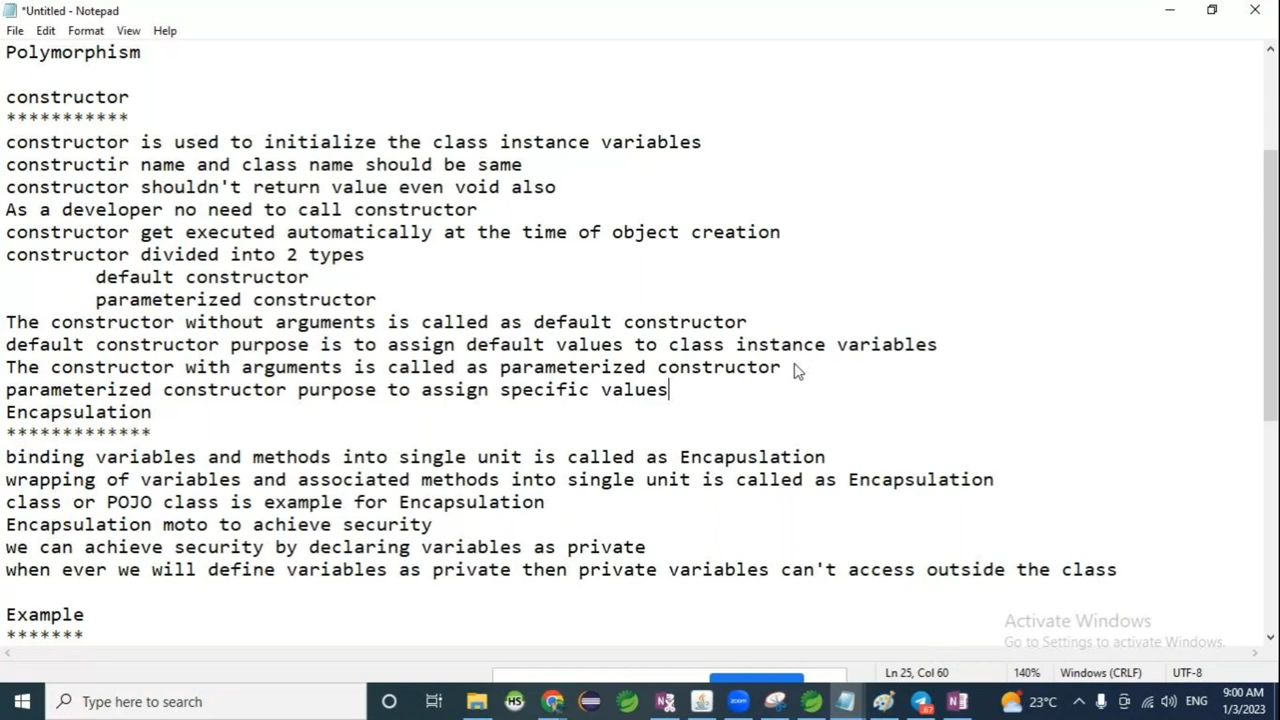 *Untitled - Notepad
File Edit Format View Help
Polymorphism
constructor
***********
constructor is used to initialize the class instance variables
constructir name and class name should be same
constructor shouldn't return value even void also
As a developer no need to call constructor
constructor get executed automatically at the time of object creation
constructor divided into 2 types
default constructor
parameterized constructor
The constructor without arguments is called as default constructor
default constructor purpose is to assign default values to class instance variables
The constructor with arguments is called as parameterized constructor
parameterized constructor purpose to assign specific values
Encapsulation
*************
binding variables and methods into single unit is called as Encapuslation
wrapping of variables and associated methods into single unit is called as Encapsulation
class or POJO class is example for Encapsulation
Encapsulation moto to achieve security
we can achieve security by declaring variables as private
when ever we will define variables as private then private variables can't access outside the class
Example
*******
Activate Windows
Go to Settings to activate Windows.
Ln 25, Col 60 140% Windows (CRLF) UTF-8
Type here to search
HS
67
23°C
ENG
9:00 AM
1/3/2023